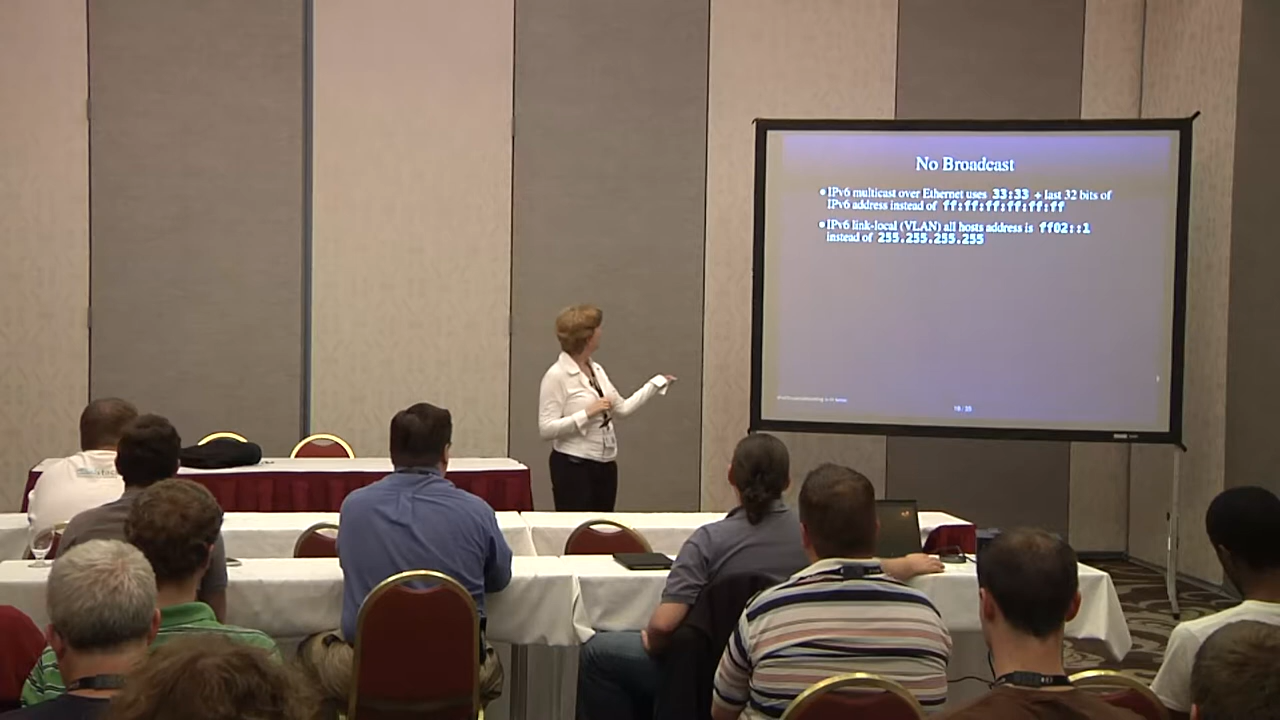 No Broadcast
• IPv6 multicast over Ethernet uses 33:33 + last 32 bits of
IPv6 address instead of ff:ff:ff:ff:ff:ff
• IPv6 link-local (VLAN) all hosts address is ff02::1
instead of 255.255.255.255